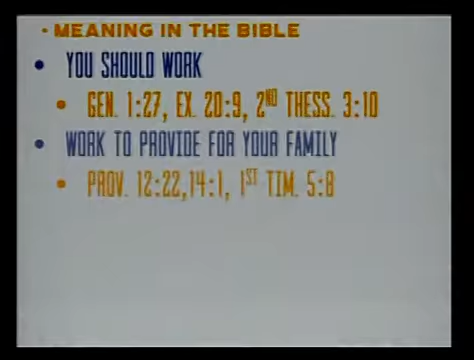 • MEANING IN THE BIBLE
• YOU SHOULD WORK
• GEN. 1:27, EX. 20:9, 2ND THESS. 3:10
• WORK TO PROVIDE FOR YOUR FAMILY
• PROV. 12:22,14:1, 1ST TIM. 5:8